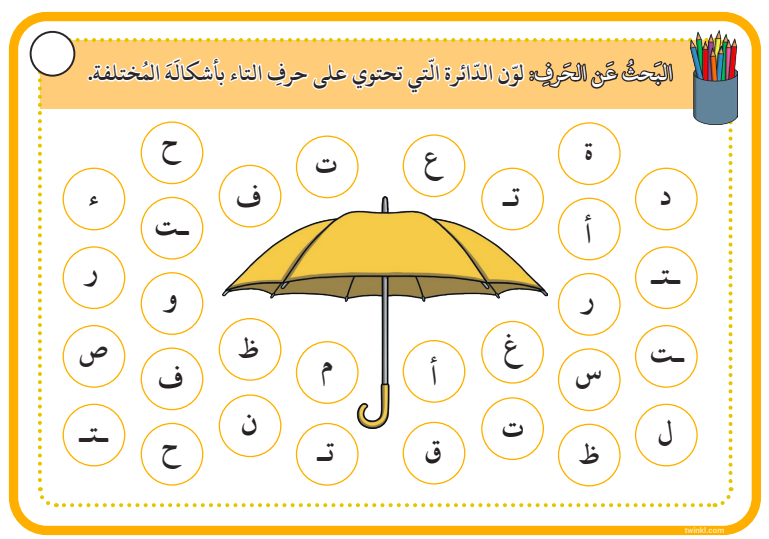 البَحثُ عَن الحَرفِ: لوّن الدّائرة الّتي تحتوي على حرفِ التاء بأشكالَهَ المُختلفة.
ة
ح
ع
ت
د
تـ
ف
ء
أ
ـت
ـتـ
ر
ر
و
ـت
غ
ظ
ص
س
أ
م
ف
ل
ت
ن
ـتـ
ظ
ق
تـ
ح
twinkl.com